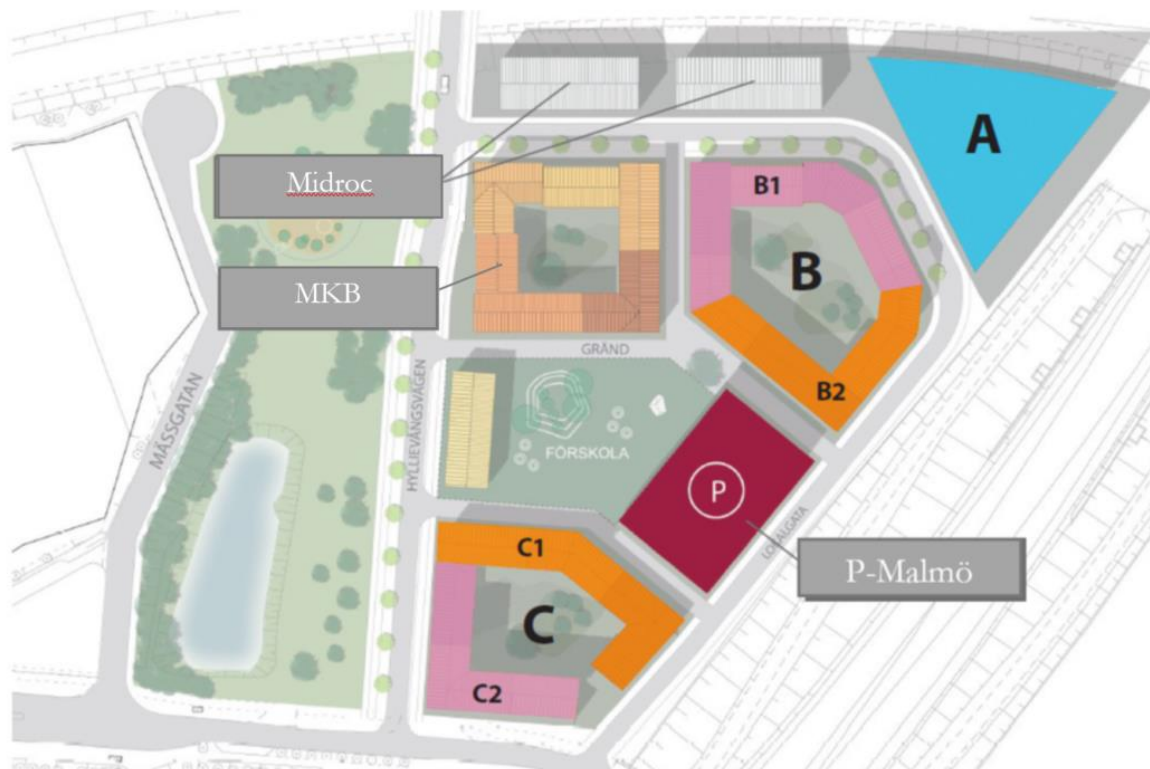 A
Midroc
B1
B
MKB
GRÄND
B2
MÄSSGATAN
HYLLIEVÅNGSVÄGEN
FÖRSKOLA
P
LOKALGATA
C1
P-Malmö
C
C2